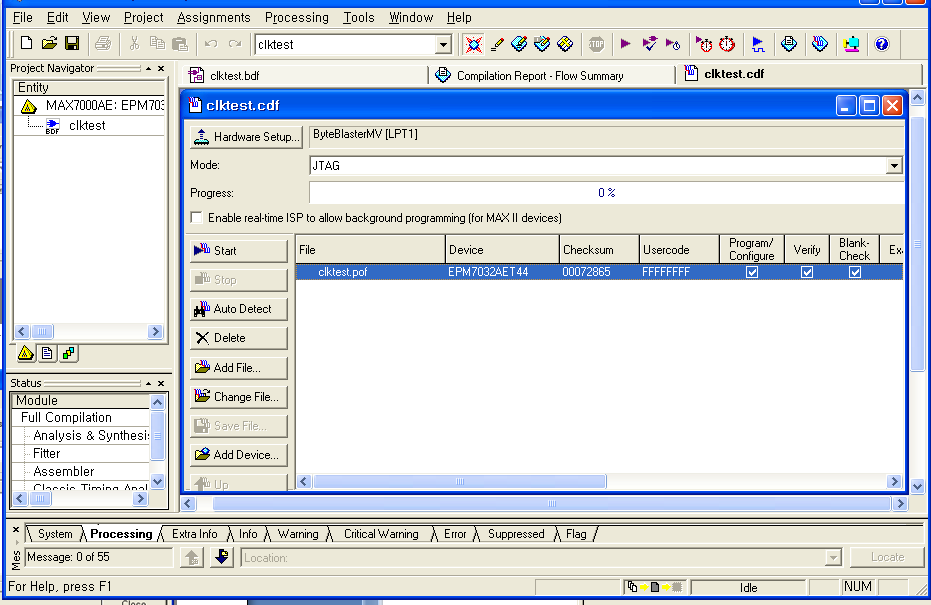 File Edit View Project Assignments Processing Tools Window Help
clktest
Project Navigator
Entity
MAX7000AE: EPM703
clktest
BDF
clktest.bdf
Compilation Report - Flow Summary
clktest.cdf
clktest.cdf
Hardware Setup...
ByteBlasterMV [LPT1]
Mode:
JTAG
Progress:
0 %
Enable real-time ISP to allow background programming (for MAX II devices)
Start
Stop
Auto Detect
Delete
Add File...
Change File...
Save File...
Add Device...
Up
File Device Checksum Usercode Program/ Configure Verify Blank- Check Ex
clktest.pof EPM7032AET44 00072865 FFFFFFFF
Status
Module
Full Compilation
Analysis & Synthesis
Fitter
Assembler
Classic Timing Anal
System Processing Extra Info Info Warning Critical Warning Error Suppressed Flag
Mes
Message: 0 of 55
Location:
Locate
For Help, press F1
Idle
NUM
Close